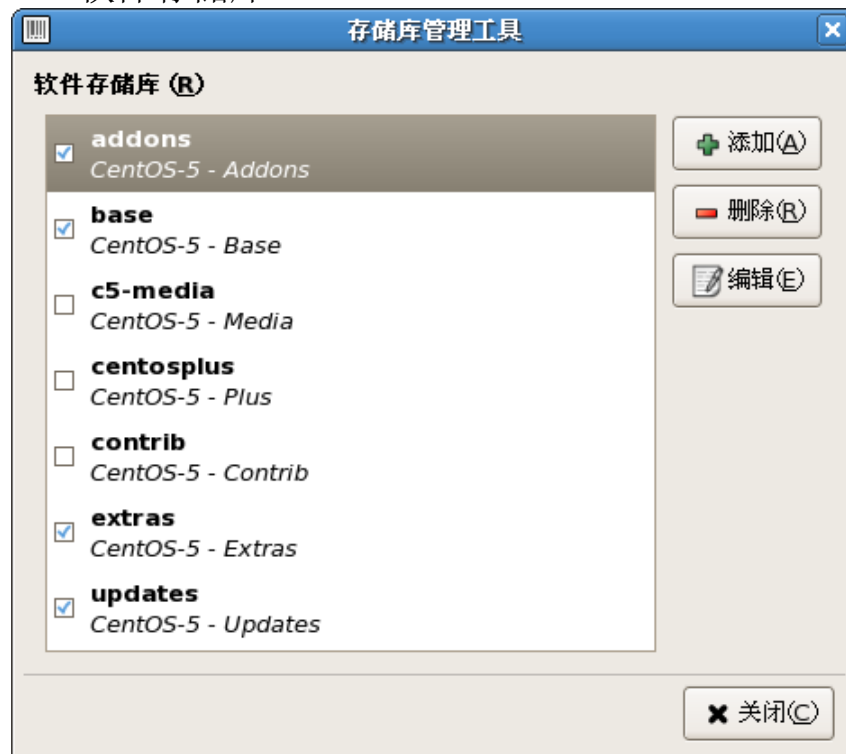 存储库管理工具
软件存储库 (R)
addons
CentOS-5 - Addons
base
CentOS-5 - Base
c5-media
CentOS-5 - Media
centosplus
CentOS-5 - Plus
contrib
CentOS-5 - Contrib
extras
CentOS-5 - Extras
updates
CentOS-5 - Updates
添加(A)
删除(R)
编辑(E)
关闭(C)